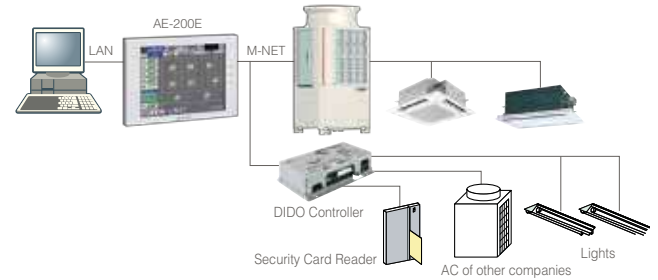 AE-200E
LAN
M-NET
DIDO Controller
Security Card Reader
AC of other companies
Lights